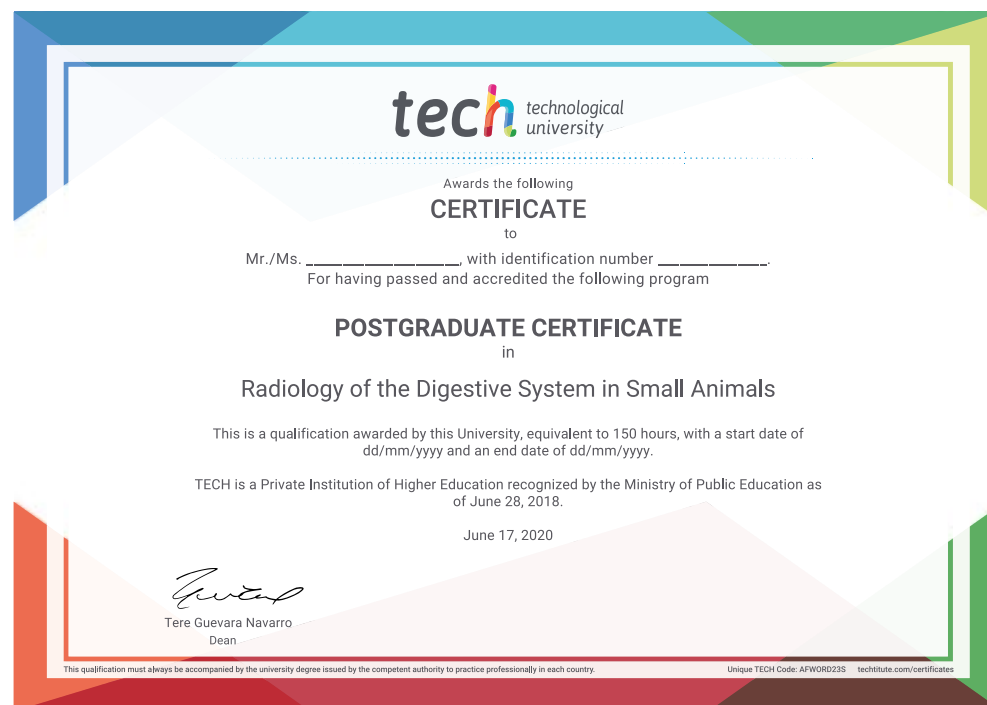 tech technological
university
Awards the following
CERTIFICATE
to
Mr./Ms. ____________________, with identification number ______________.
For having passed and accredited the following program
POSTGRADUATE CERTIFICATE
in
Radiology of the Digestive System in Small Animals
This is a qualification awarded by this University, equivalent to 150 hours, with a start date of
dd/mm/yyyy and an end date of dd/mm/yyyy.
TECH is a Private Institution of Higher Education recognized by the Ministry of Public Education as
of June 28, 2018.
June 17, 2020
Tere Guevara Navarro
Dean
This qualification must always be accompanied by the university degree issued by the competent authority to practice professionally in each country.
Unique TECH Code: AFWORD23S techtitute.com/certificates